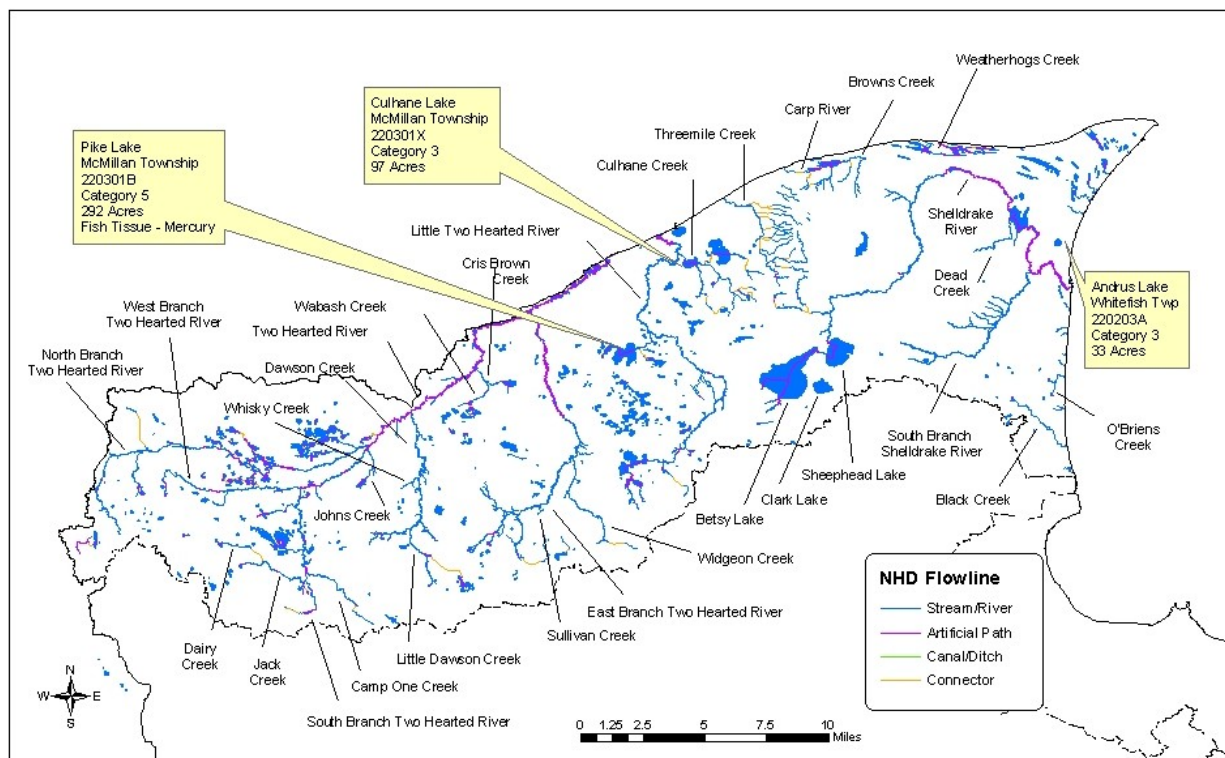 Weatherhogs Creek
Browns Creek
Carp River
Threemile Creek
Culhane Creek
Culhane Lake
McMillan Township
220301X
Category 3
97 Acres
Pike Lake
McMillan Township
220301B
Category 5
292 Acres
Fish Tissue - Mercury
Little Two Hearted River
Cris Brown
Creek
Wabash Creek
Two Hearted River
West Branch
Two Hearted River
North Branch
Two Hearted River
Dawson Creek
Whisky Creek
Shelldrake
River
Dead
Creek
Andrus Lake
Whitefish Twp
220203A
Category 3
33 Acres
O'Briens
Creek
South Branch
Shelldrake River
Black Creek
Sheephead Lake
Clark Lake
Betsy Lake
Johns Creek
Widgeon Creek
East Branch Two Hearted River
Sullivan Creek
Little Dawson Creek
Camp One Creek
South Branch Two Hearted River
Jack
Creek
Dairy
Creek
NHD Flowline
Stream/River
Artificial Path
Canal/Ditch
Connector
N
W E
S
0 1.25 2.5 5 7.5 10
Miles